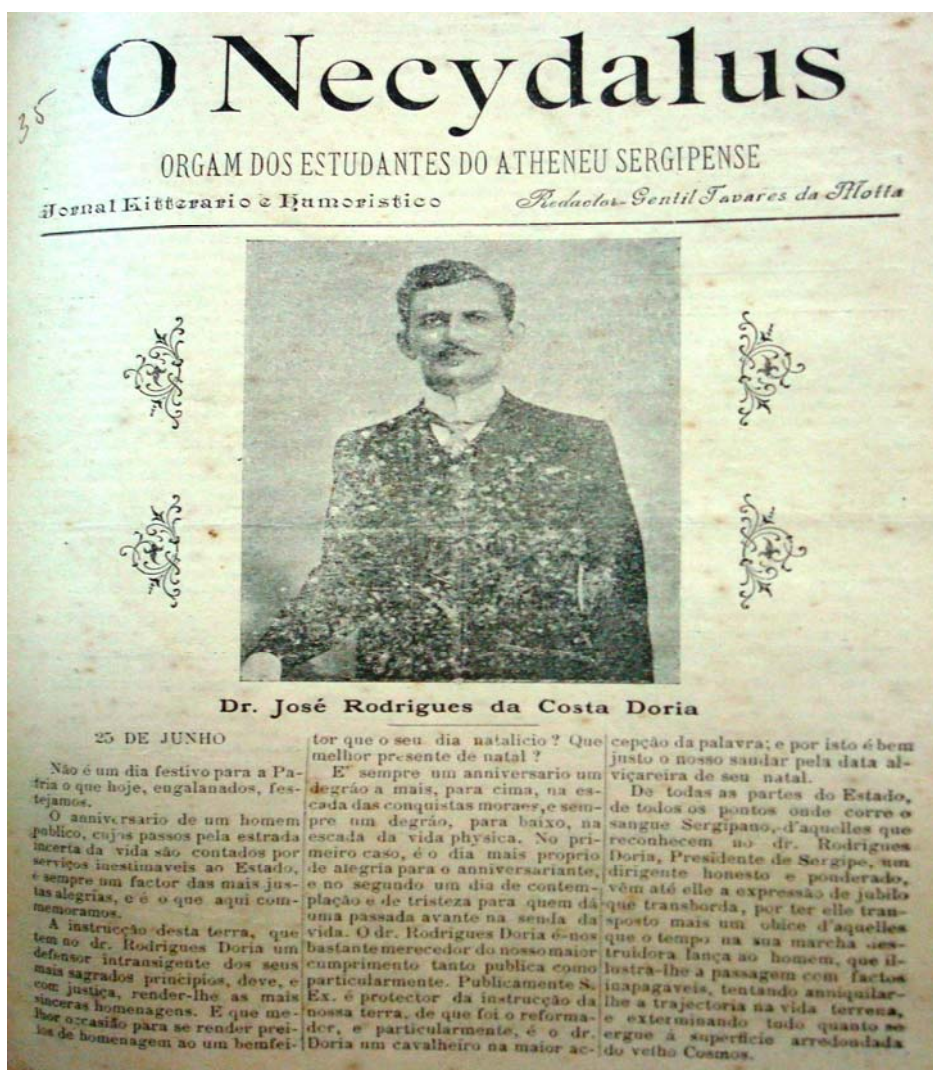 O Necydalus
35
ORGAM DOS ESTUDANTES DO ATHENEU SERGIPENSE
Jornal Litterario e Humoristico
Redactor-Gentil Tavares da Motta
Dr. José Rodrigues da Costa Doria
25 DE JUNHO
Não é um dia festivo para a Pa-
tria o que hoje, engalanados, fes-
tejamos.
O anniversario de um homem
publico, cujos passos pela estrada
incerta da vida são contados por
serviços inestimaveis ao Estado,
é sempre um factor das mais jus-
tas alegrias, e é o que aqui com-
memoramos.
A instrucção desta terra, que
tem no dr. Rodrigues Doria um
defensor intransigente dos seus
mais sagrados principios, deve, e
com justiça, render-lhe as mais
sinceras homenagens. E que me-
lhor occasião para se render prei-
tos de homenagem ao um bemfei-
tor que o seu dia natalicio? Que
melhor presente de natal?
E' sempre um anniversario um
degrão a mais, para cima, na es-
cada das conquistas moraes, e sem-
pre um degrão, para baixo, na
escada da vida physica. No pri-
meiro caso, é o dia mais proprio
de alegria para o anniversariante,
e no segundo um dia de contem-
plação e de tristeza para quem dá
uma passada avante na senda da
vida. O dr. Rodrigues Doria é-nos
bastante merecedor do nosso maior
cumprimento tanto publica como
particularmente. Publicamente S.
Ex. é protector da instrucção da
nossa terra, de que foi o reforma-
dor, e particularmente, é o dr.
Doria um cavalheiro na maior ac-
cepção da palavra; e por isto é bem
justo o nosso saudar pela data al-
viçareira de seu natal.
De todas as partes do Estado,
de todos os pontos onde corre o
sangue Sergipano, d'aquelles que
reconhecem no dr. Rodrigues
Doria, Presidente de Sergipe, um
dirigente honesto e ponderado,
vêm até elle a expressão de jubilo
que transborda, por ter elle tran-
sposto mais um obice d'aquelles
que o tempo na sua marcha des-
truidora lança ao homem, que il-
lustra-lhe a passagem com factos
inapagaveis, tentando anniquilar-
lhe a trajectoria na vida terrena,
e exterminando todo quanto se
ergue á superficie arredondada
do velho Cosmos.